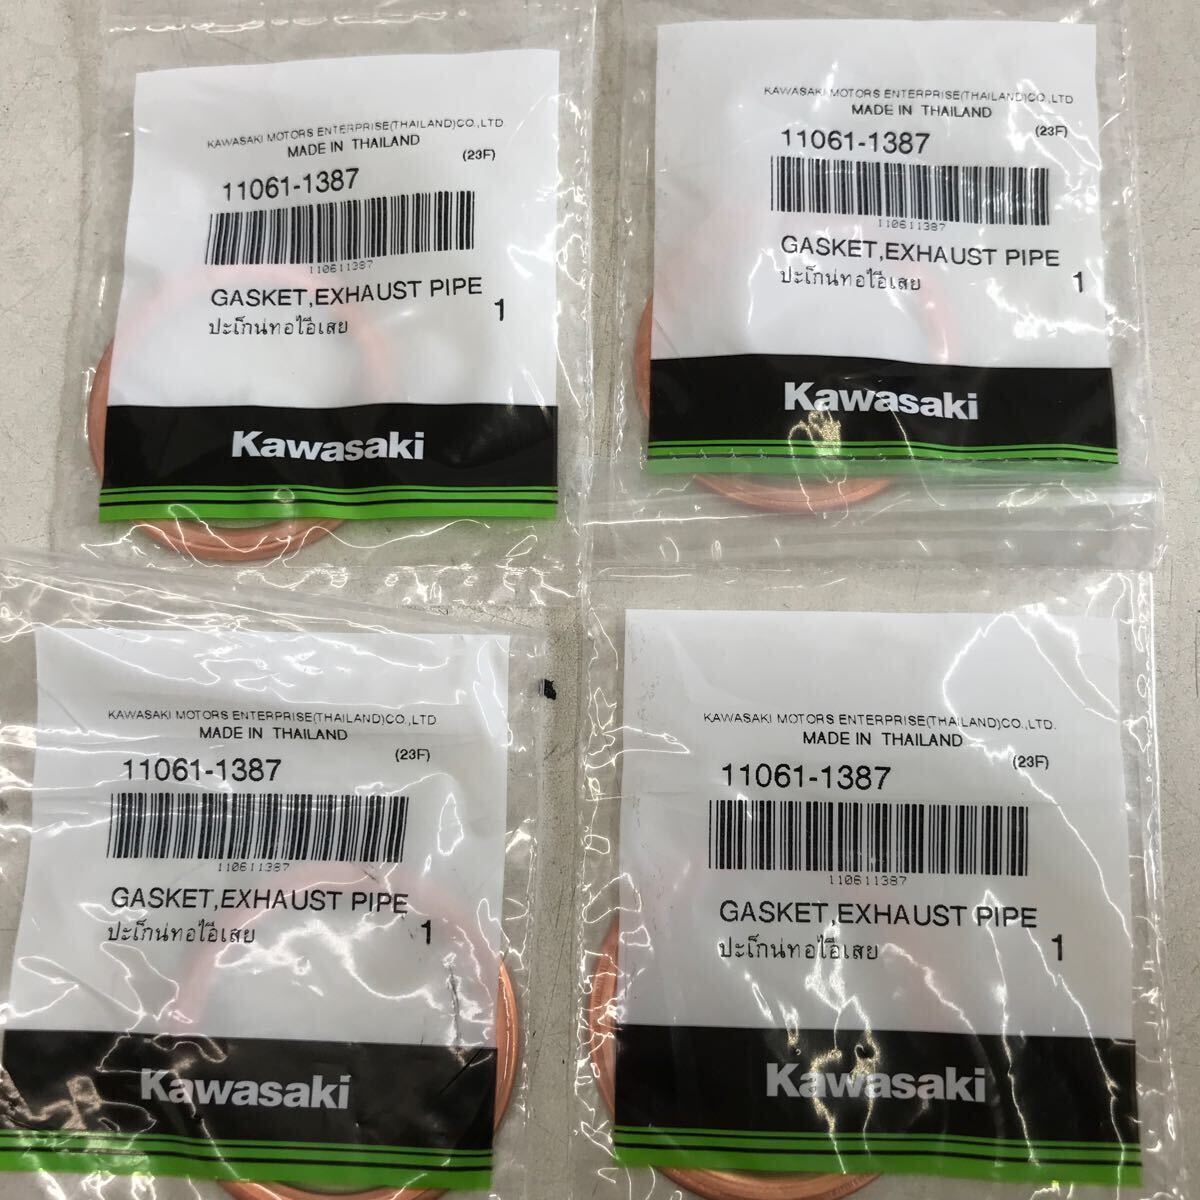 KAWASAKI MOTORS ENTERPRISE(THAILAND)CO.,LTD.
MADE IN THAILAND
(23F)
11061-1387
110611387
GASKET,EXHAUST PIPE
ปะเก็นท่อไอเสีย
1
Kawasaki
KAWASAKI MOTORS ENTERPRISE(THAILAND)CO.,LTD.
MADE IN THAILAND
(23F)
11061-1387
110611387
GASKET,EXHAUST PIPE
ปะเก็นท่อไอเสีย
1
Kawasaki
KAWASAKI MOTORS ENTERPRISE(THAILAND)CO.,LTD.
MADE IN THAILAND
(23F)
11061-1387
110611387
GASKET,EXHAUST PIPE
ปะเก็นท่อไอเสีย
1
Kawasaki
KAWASAKI MOTORS ENTERPRISE(THAILAND)CO.,LTD.
MADE IN THAILAND
(23F)
11061-1387
110611387
GASKET,EXHAUST PIPE
ปะเก็นท่อไอเสีย
1
Kawasaki